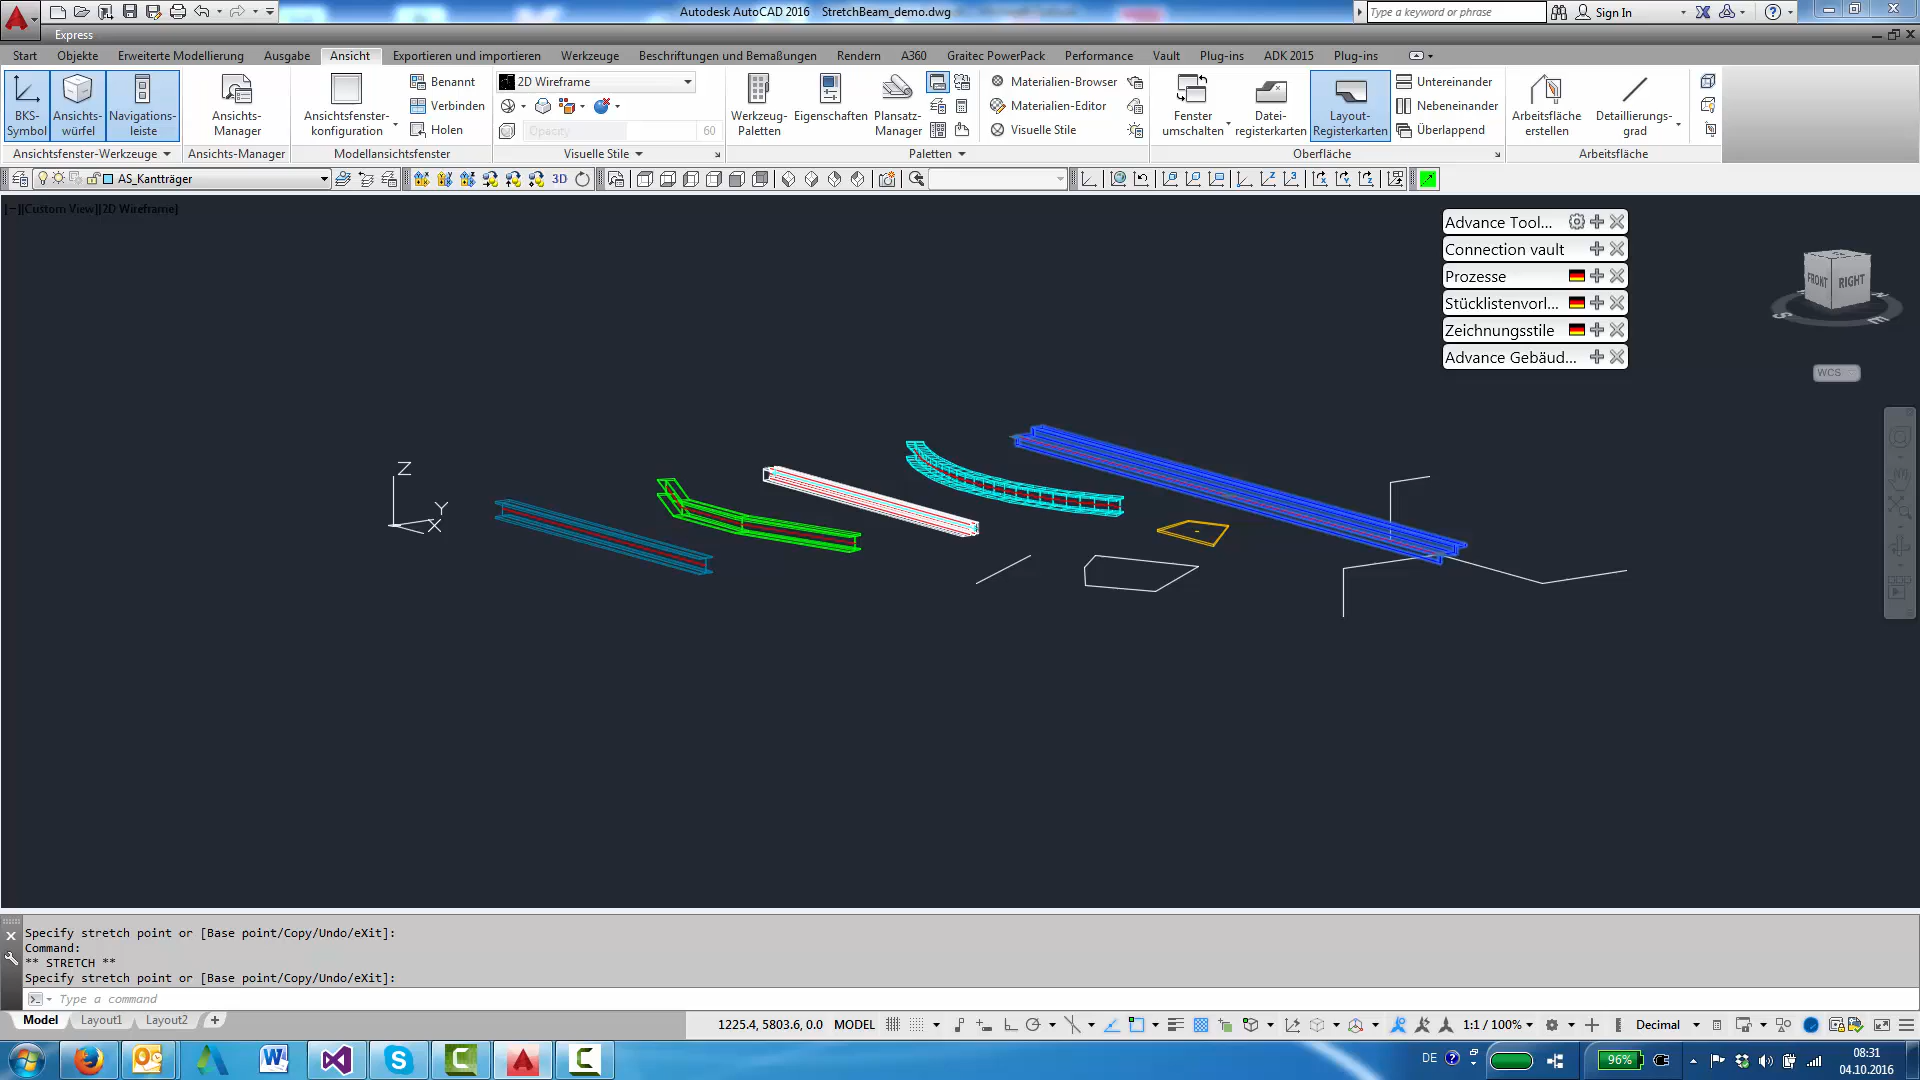 Autodesk AutoCAD 2016 StretchBeam_demo.dwg
Type a keyword or phrase
Sign In
Express
Start Objekte Erweiterte Modellierung Ausgabe Ansicht Exportieren und importieren Werkzeuge Beschriftungen und Bemaßungen Rendern A360 Graitec PowerPack Performance Vault Plug-ins ADK 2015 Plug-ins
BKS-Symbol
Ansichts-würfel
Navigations-leiste
Ansichts-Manager
Ansichtsfenster-konfiguration
Benannt
Verbinden
Holen
2D Wireframe
Opacity 60
Werkzeug-Paletten
Eigenschaften
Plansatz-Manager
Materialien-Browser
Materialien-Editor
Visuelle Stile
Fenster umschalten
Datei-registerkarten
Layout-Registerkarten
Untereinander
Nebeneinander
Überlappend
Arbeitsfläche erstellen
Detaillierungs-grad
Ansichtsfenster-Werkzeuge Ansichts-Manager Modellansichtsfenster Visuelle Stile Paletten Oberfläche Arbeitsfläche
AS_Kantträger
3D
[−][Custom View][2D Wireframe]
Advance Tool...
Connection vault
Prozesse
Stücklistenvorl...
Zeichnungsstile
Advance Gebäud...
FRONT RIGHT
S E
WCS
Z
Y
X
Specify stretch point or [Base point/Copy/Undo/eXit]:
Command:
** STRETCH **
Specify stretch point or [Base point/Copy/Undo/eXit]:
Type a command
Model Layout1 Layout2
1225.4, 5803.6, 0.0 MODEL
1:1 / 100%
Decimal
DE
96%
08:31
04.10.2016